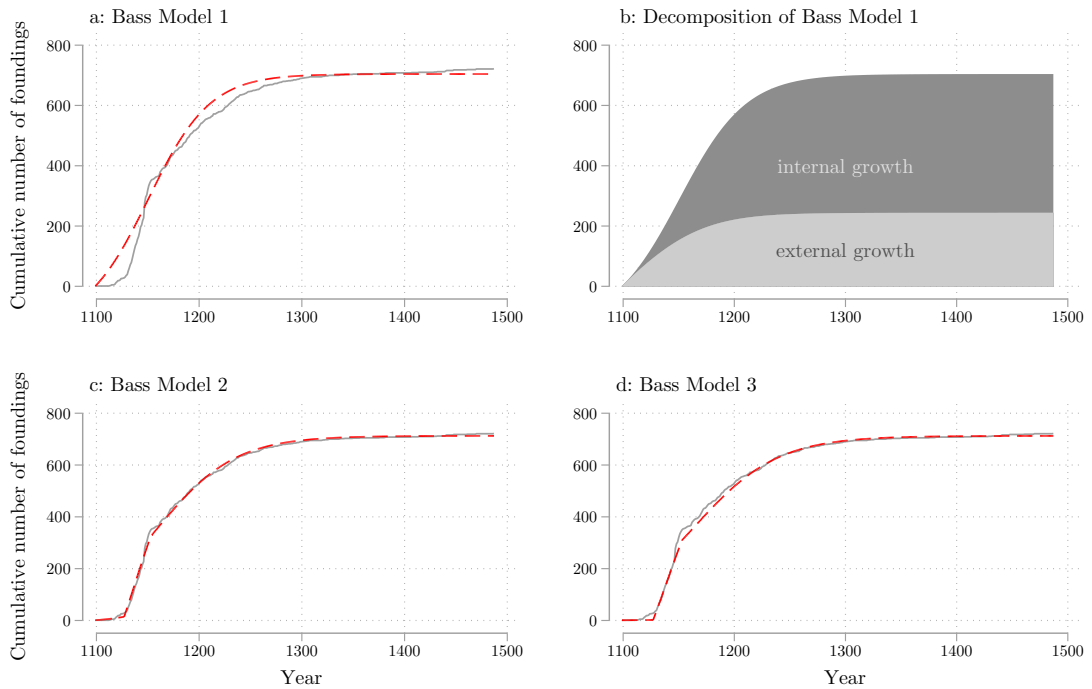 a: Bass Model 1
Cumulative number of foundings
800
600
400
200
0
1100 1200 1300 1400 1500
b: Decomposition of Bass Model 1
800
600
400
200
0
internal growth
external growth
1100 1200 1300 1400 1500
c: Bass Model 2
Cumulative number of foundings
800
600
400
200
0
1100 1200 1300 1400 1500
Year
d: Bass Model 3
800
600
400
200
0
1100 1200 1300 1400 1500
Year